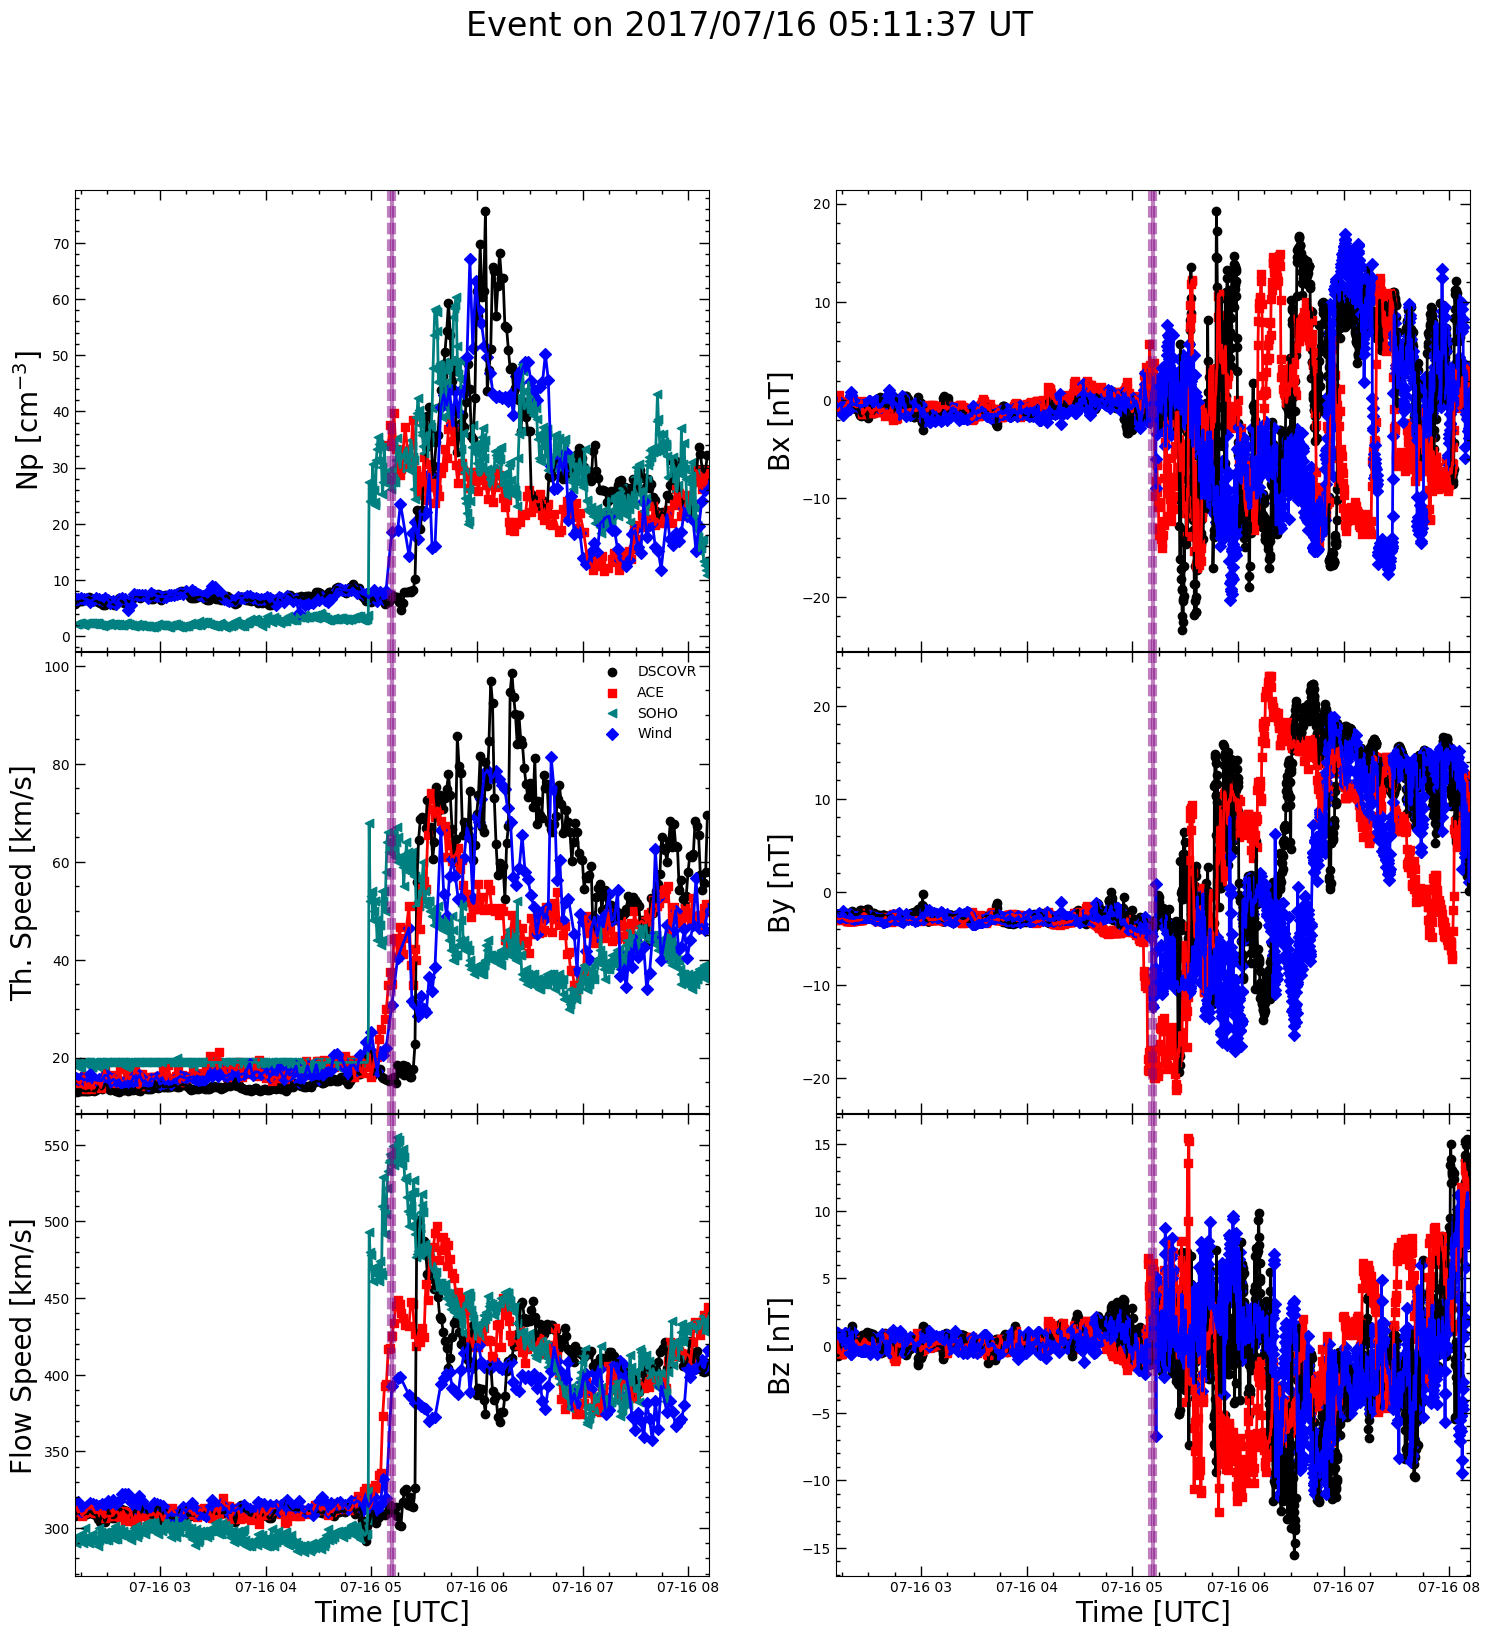 Event on 2017/07/16 05:11:37 UT
Np [cm⁻³]
70
60
50
40
30
20
10
0
Th. Speed [km/s]
100
80
60
40
20
DSCOVR
ACE
SOHO
Wind
Flow Speed [km/s]
550
500
450
400
350
300
07-16 03 07-16 04 07-16 05 07-16 06 07-16 07 07-16 08
Time [UTC]
Bx [nT]
20
10
0
−10
−20
By [nT]
20
10
0
−10
−20
Bz [nT]
15
10
5
0
−5
−10
−15
07-16 03 07-16 04 07-16 05 07-16 06 07-16 07 07-16 08
Time [UTC]